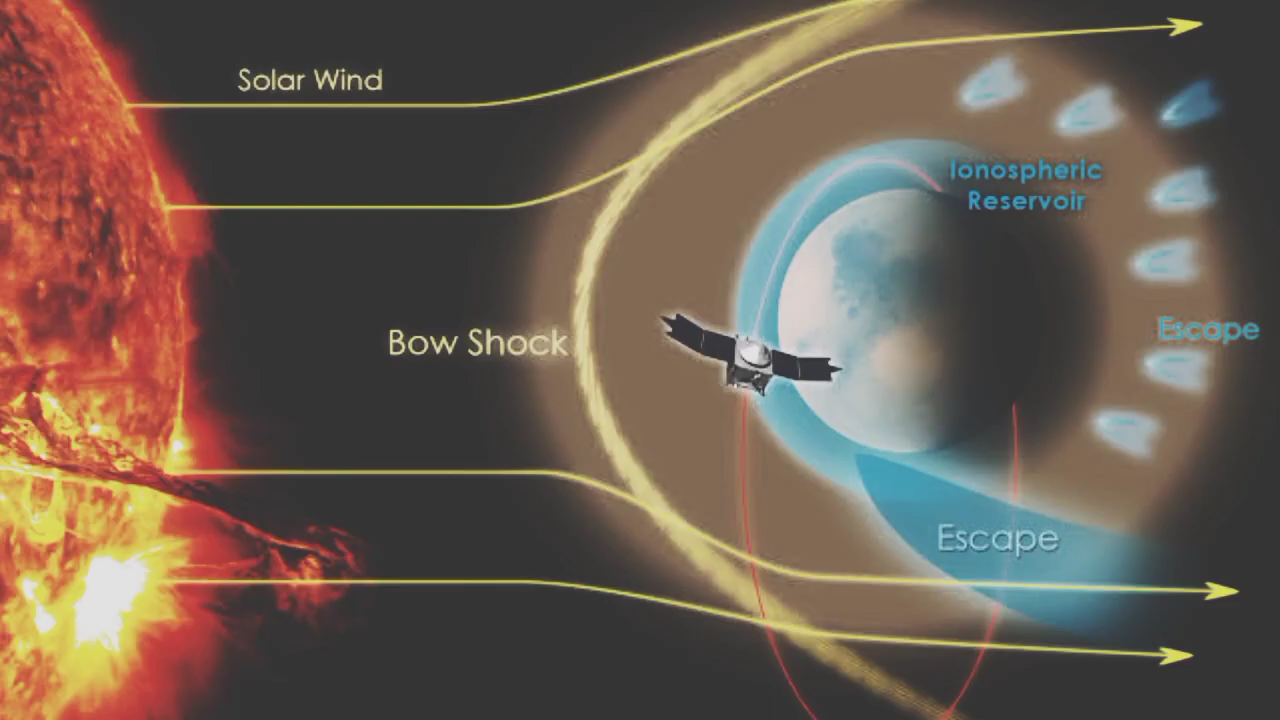 Solar Wind
Ionospheric
Reservoir
Escape
Bow Shock
Escape